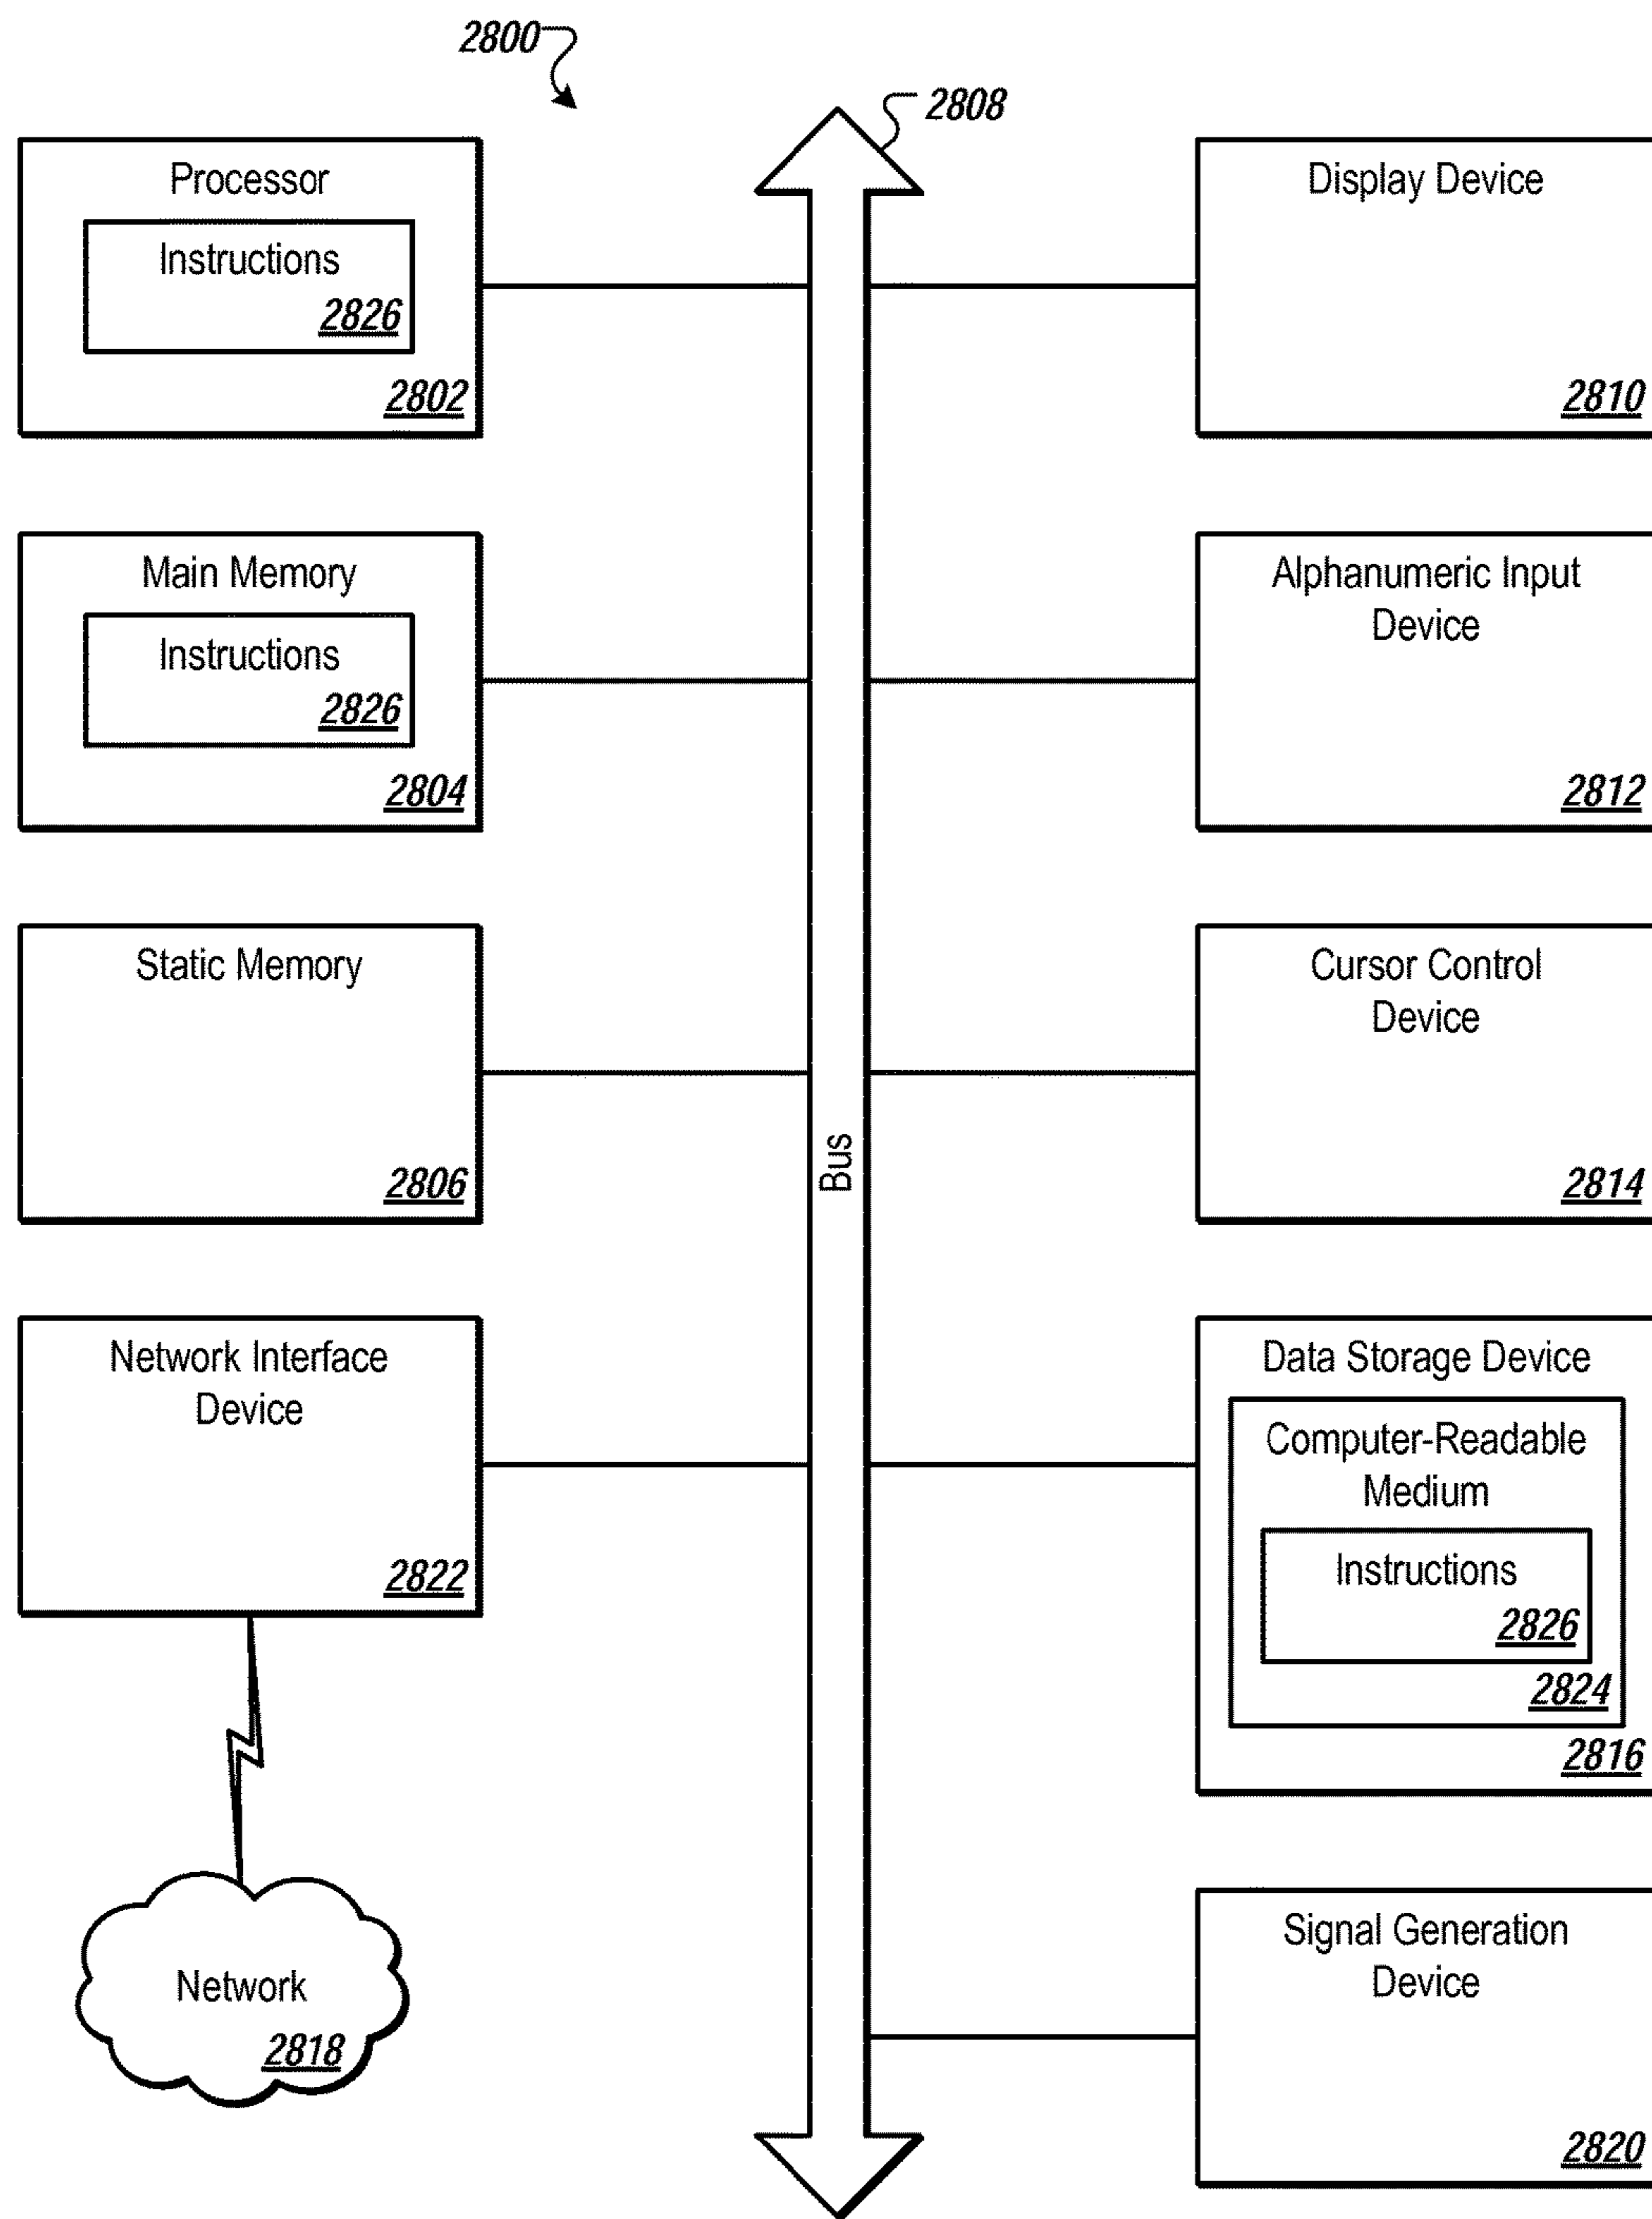 2800
2808
Processor
Instructions
2826
2802
Display Device
2810
Main Memory
Instructions
2826
2804
Alphanumeric Input
Device
2812
Static Memory
2806
Cursor Control
Device
2814
Bus
Network Interface
Device
2822
Data Storage Device
Computer-Readable
Medium
Instructions
2826
2824
2816
Network
2818
Signal Generation
Device
2820